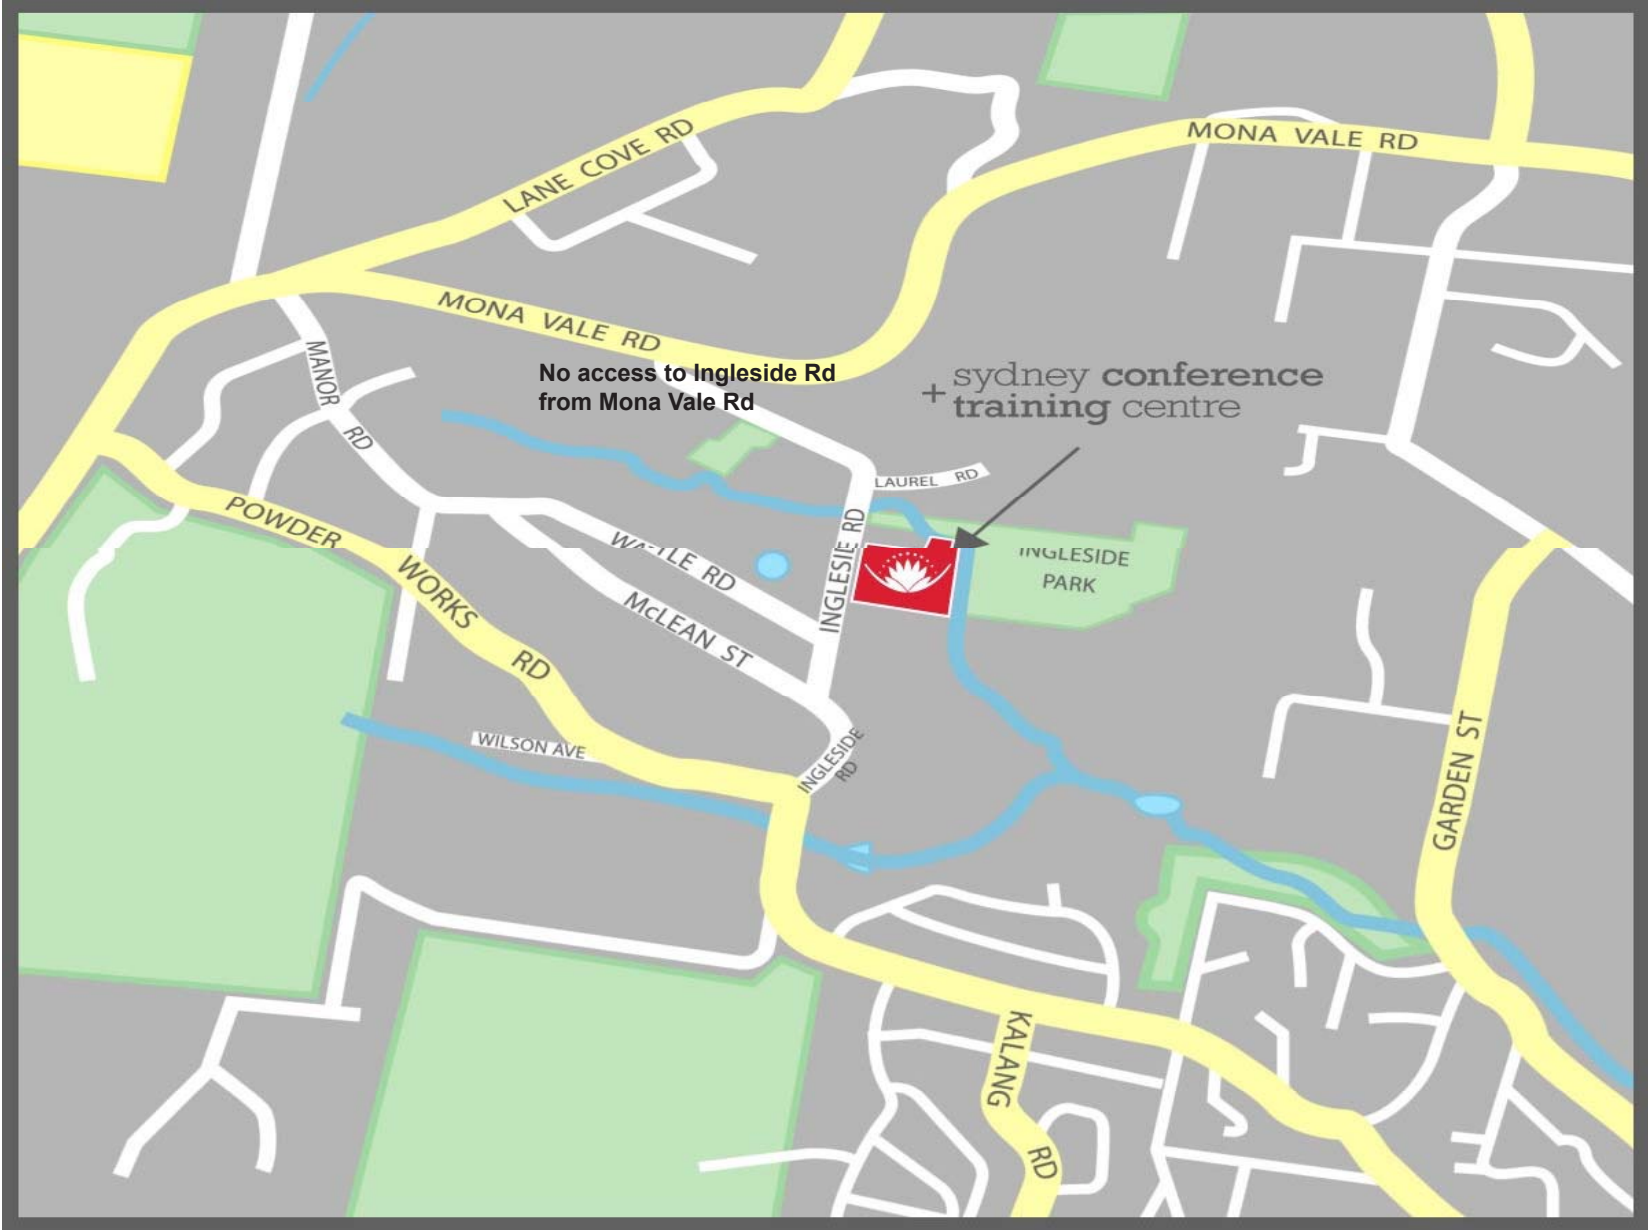 LANE COVE RD
MONA VALE RD
MONA VALE RD
No access to Ingleside Rd
from Mona Vale Rd
+ sydney conference
training centre
MANOR
RD
LAUREL RD
POWDER
WORKS
RD
WATTLE RD
McLEAN ST
INGLESIE RD
INGLESIDE
PARK
WILSON AVE
INGLESIDE
RD
GARDEN ST
KALANG
RD